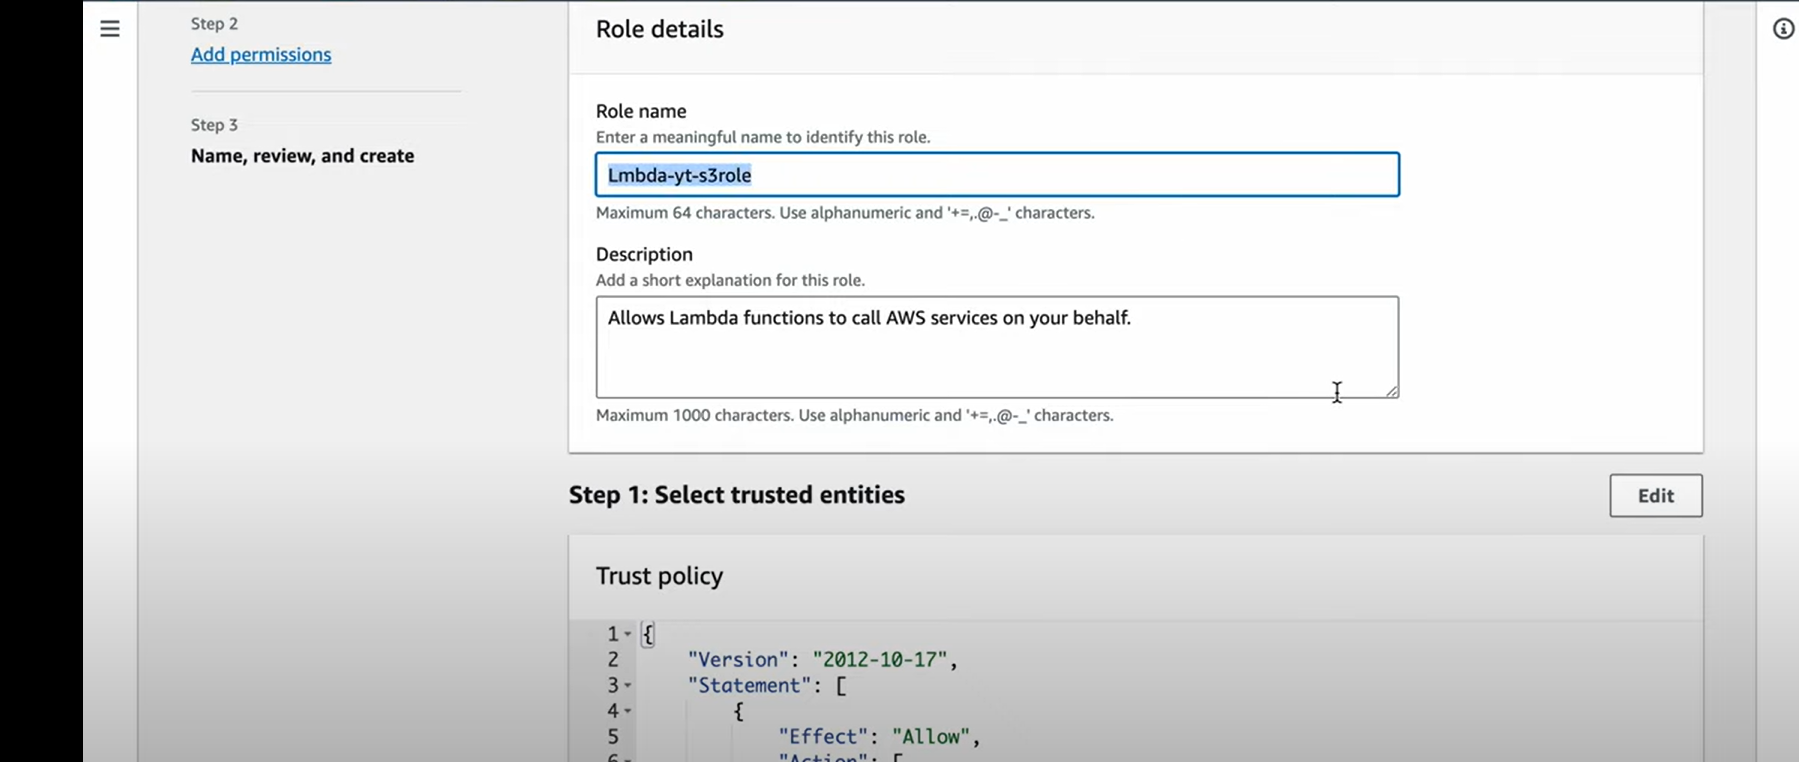 Step 2
Add permissions
Step 3
Name, review, and create
Role details
Role name
Enter a meaningful name to identify this role.
Lmbda-yt-s3role
Maximum 64 characters. Use alphanumeric and '+=,.@-_' characters.
Description
Add a short explanation for this role.
Allows Lambda functions to call AWS services on your behalf.
Maximum 1000 characters. Use alphanumeric and '+=,.@-_' characters.
Step 1: Select trusted entities
Edit
Trust policy
1 {
2 "Version": "2012-10-17",
3 "Statement": [
4 {
5 "Effect": "Allow",
6 "Action": [